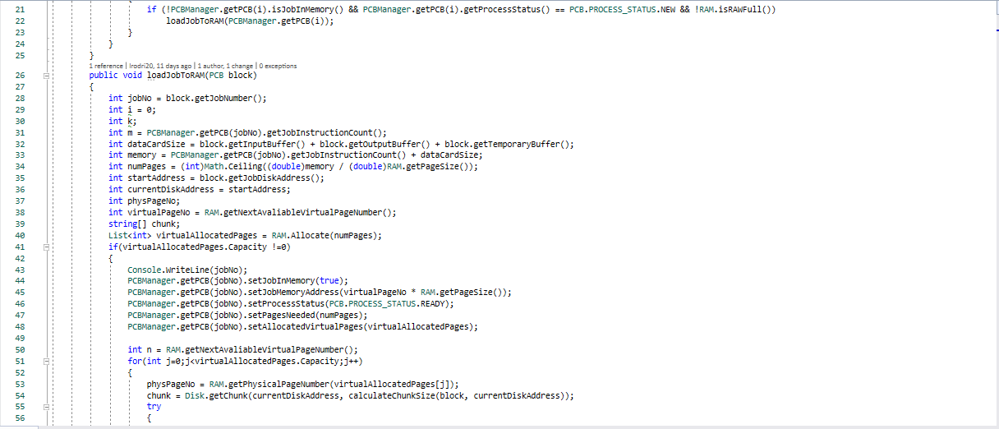 21 if (!PCBManager.getPCB(i).isJobInMemory() && PCBManager.getPCB(i).getProcessStatus() == PCB.PROCESS_STATUS.NEW && !RAM.isRAWFull())
22 loadJobToRAM(PCBManager.getPCB(i));
23 }
24 }
25 }
1 reference | lrodri20, 11 days ago | 1 author, 1 change | 0 exceptions
26 public void loadJobToRAM(PCB block)
27 {
28 int jobNo = block.getJobNumber();
29 int i = 0;
30 int k;
31 int m = PCBManager.getPCB(jobNo).getJobInstructionCount();
32 int dataCardSize = block.getInputBuffer() + block.getOutputBuffer() + block.getTemporaryBuffer();
33 int memory = PCBManager.getPCB(jobNo).getJobInstructionCount() + dataCardSize;
34 int numPages = (int)Math.Ceiling((double)memory / (double)RAM.getPageSize());
35 int startAddress = block.getJobDiskAddress();
36 int currentDiskAddress = startAddress;
37 int physPageNo;
38 int virtualPageNo = RAM.getNextAvaliableVirtualPageNumber();
39 string[] chunk;
40 List<int> virtualAllocatedPages = RAM.Allocate(numPages);
41 if(virtualAllocatedPages.Capacity !=0)
42 {
43 Console.WriteLine(jobNo);
44 PCBManager.getPCB(jobNo).setJobInMemory(true);
45 PCBManager.getPCB(jobNo).setJobMemoryAddress(virtualPageNo * RAM.getPageSize());
46 PCBManager.getPCB(jobNo).setProcessStatus(PCB.PROCESS_STATUS.READY);
47 PCBManager.getPCB(jobNo).setPagesNeeded(numPages);
48 PCBManager.getPCB(jobNo).setAllocatedVirtualPages(virtualAllocatedPages);
49
50 int n = RAM.getNextAvaliableVirtualPageNumber();
51 for(int j=0;j<virtualAllocatedPages.Capacity;j++)
52 {
53 physPageNo = RAM.getPhysicalPageNumber(virtualAllocatedPages[j]);
54 chunk = Disk.getChunk(currentDiskAddress, calculateChunkSize(block, currentDiskAddress));
55 try
56 {